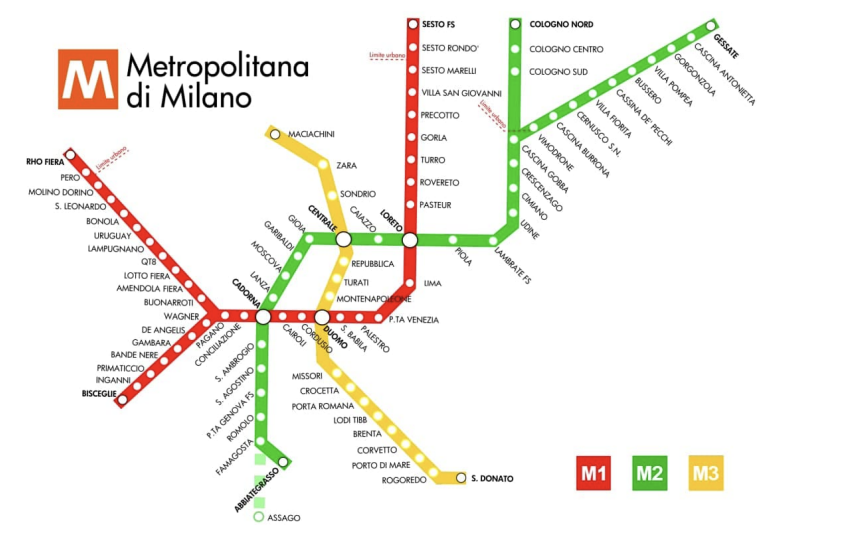 M
Metropolitana
di Milano
SESTO FS
SESTO RONDO'
Limite urbano
SESTO MARELLI
VILLA SAN GIOVANNI
PRECOTTO
GORLA
TURRO
ROVERETO
PASTEUR
LORETO
LIMA
P.TA VENEZIA
PALESTRO
S. BABILA
DUOMO
CORDUSIO
CAIROLI
CADORNA
CONCILIAZIONE
PAGANO
RHO FIERA
Limite urbano
PERO
MOLINO DORINO
S. LEONARDO
BONOLA
URUGUAY
LAMPUGNANO
QT8
LOTTO FIERA
AMENDOLA FIERA
BUONARROTI
WAGNER
DE ANGELIS
GAMBARA
BANDE NERE
PRIMATICCIO
INGANNI
BISCEGLIE
COLOGNO NORD
COLOGNO CENTRO
COLOGNO SUD
Limite urbano
GESSATE
CASCINA ANTONIETTA
GORGONZOLA
VILLA POMPEA
BUSSERO
CASSINA DE' PECCHI
VILLA FIORITA
CERNUSCO S.N.
CASCINA BURRONA
VIMODRONE
CASCINA GOBBA
CRESCENZAGO
CIMIANO
UDINE
LAMBRATE FS
PIOLA
CAIAZZO
CENTRALE
GIOIA
GARIBALDI
MOSCOVA
LANZA
S. AMBROGIO
S. AGOSTINO
P.TA GENOVA FS
ROMOLO
FAMAGOSTA
ABBIATEGRASSO
ASSAGO
MACIACHINI
ZARA
SONDRIO
REPUBBLICA
TURATI
MONTENAPOLEONE
MISSORI
CROCETTA
PORTA ROMANA
LODI TIBB
BRENTA
CORVETTO
PORTO DI MARE
ROGOREDO
S. DONATO
M1
M2
M3